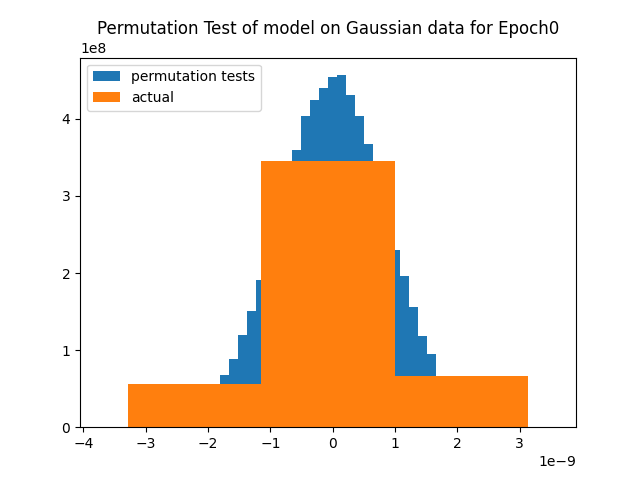 Permutation Test of model on Gaussian data for Epoch0
1e8
permutation tests
actual
4
3
2
1
0
−4 −3 −2 −1 0 1 2 3
1e−9